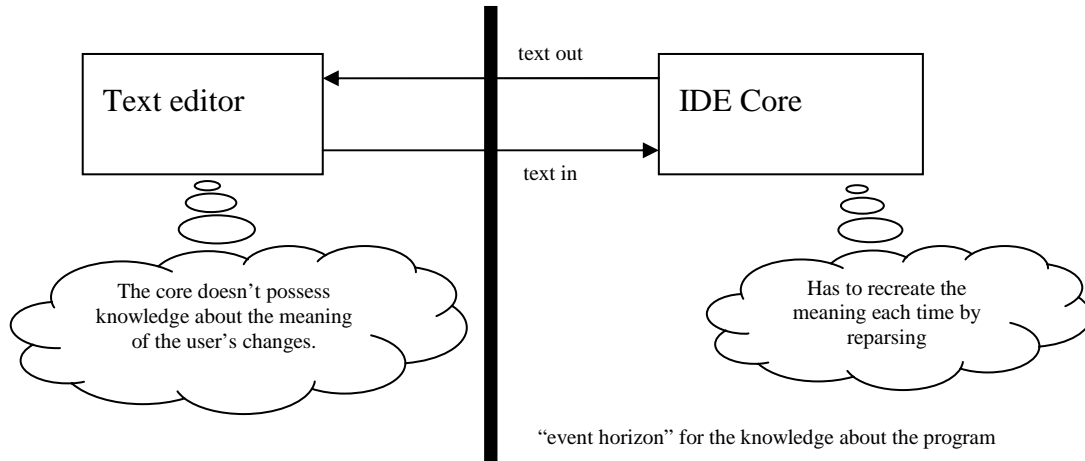 text out
Text editor
IDE Core
text in
The core doesn’t possess
knowledge about the meaning
of the user’s changes.
Has to recreate the
meaning each time by
reparsing
“event horizon” for the knowledge about the program